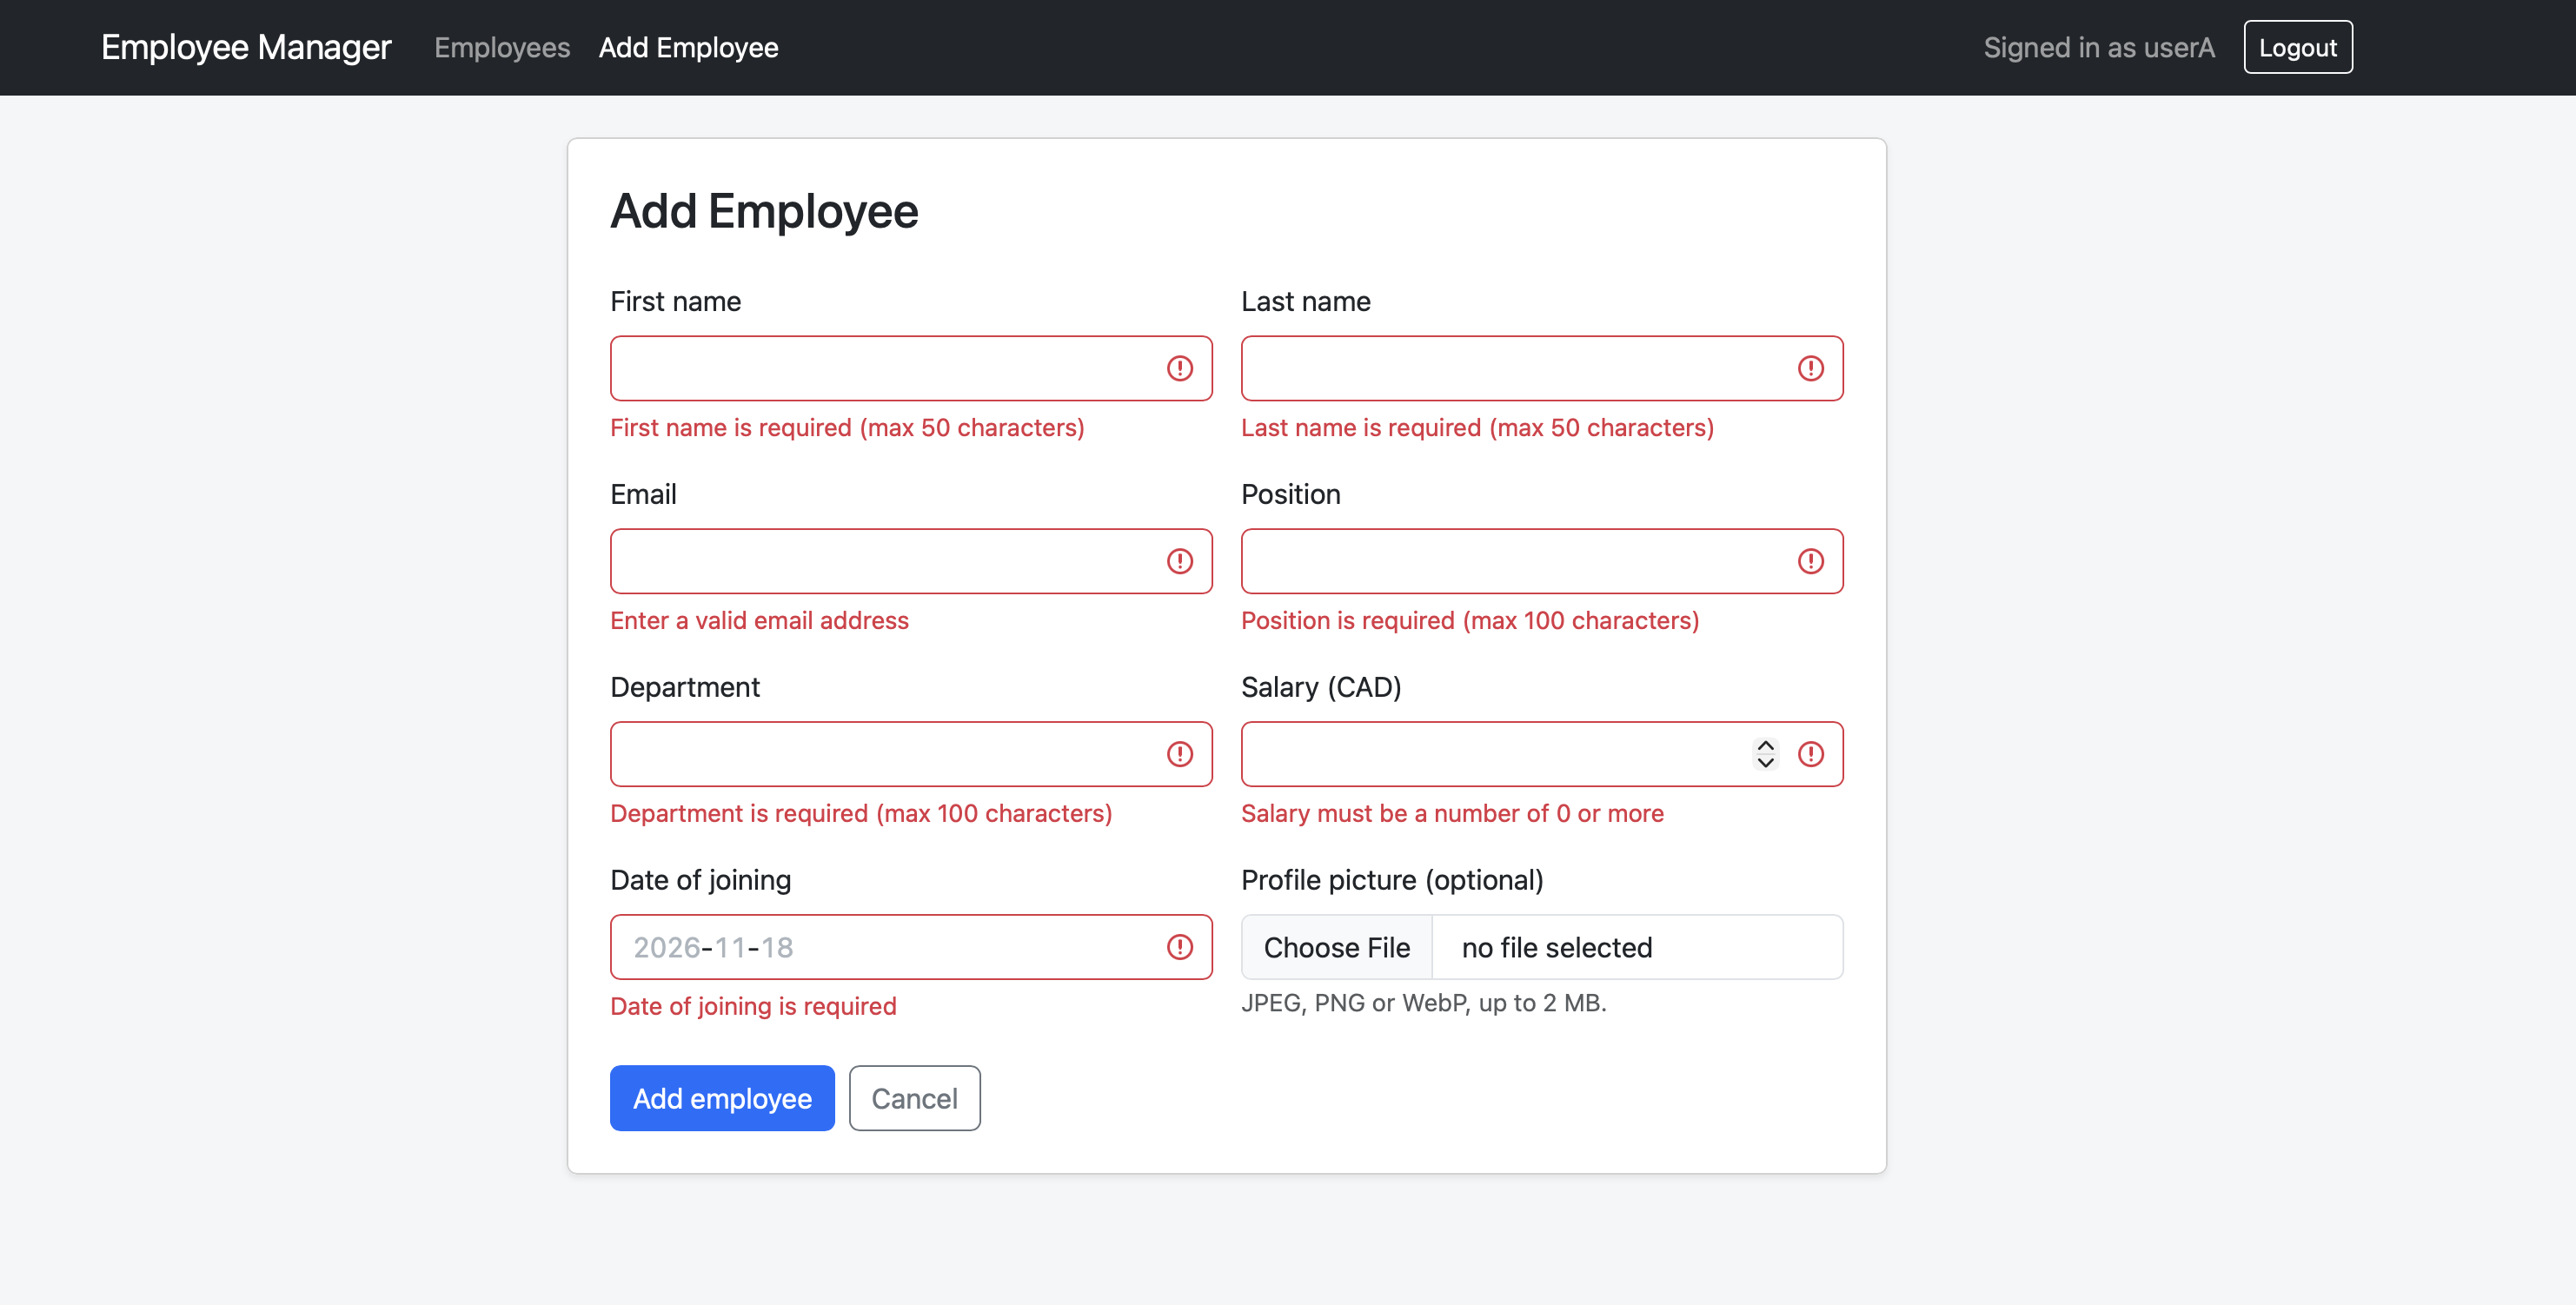 Employee Manager Employees Add Employee Signed in as userA Logout
Add Employee
First name
Last name
First name is required (max 50 characters)
Last name is required (max 50 characters)
Email
Position
Enter a valid email address
Position is required (max 100 characters)
Department
Salary (CAD)
Department is required (max 100 characters)
Salary must be a number of 0 or more
Date of joining
Profile picture (optional)
2026-11-18
Choose File no file selected
Date of joining is required
JPEG, PNG or WebP, up to 2 MB.
Add employee Cancel